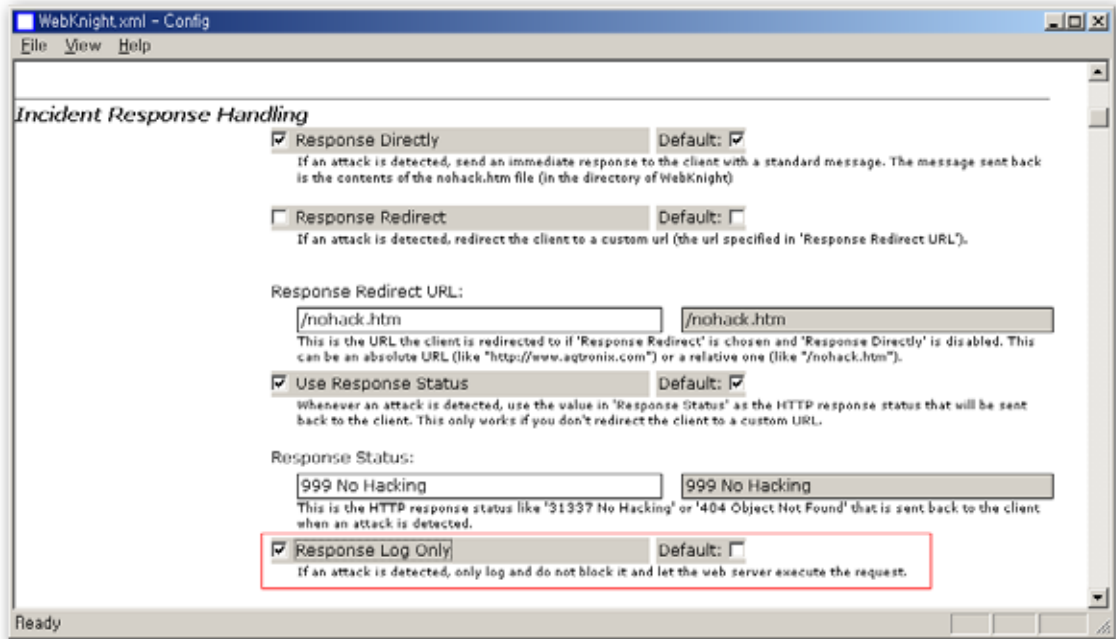 WebKnight.xml - Config
File View Help
Incident Response Handling
Response Directly Default:
If an attack is detected, send an immediate response to the client with a standard message. The message sent back
is the contents of the nohack.htm file (in the directory of WebKnight)
Response Redirect Default:
If an attack is detected, redirect the client to a custom url (the url specified in 'Response Redirect URL').
Response Redirect URL:
/nohack.htm /nohack.htm
This is the URL the client is redirected to if 'Response Redirect' is chosen and 'Response Directly' is disabled. This
can be an absolute URL (like "http://www.aqtronix.com") or a relative one (like "/nohack.htm").
Use Response Status Default:
Whenever an attack is detected, use the value in 'Response Status' as the HTTP response status that will be sent
back to the client. This only works if you don't redirect the client to a custom URL.
Response Status:
999 No Hacking 999 No Hacking
This is the HTTP response status like '31337 No Hacking' or '404 Object Not Found' that is sent back to the client
when an attack is detected.
Response Log Only Default:
If an attack is detected, only log and do not block it and let the web server execute the request.
Ready